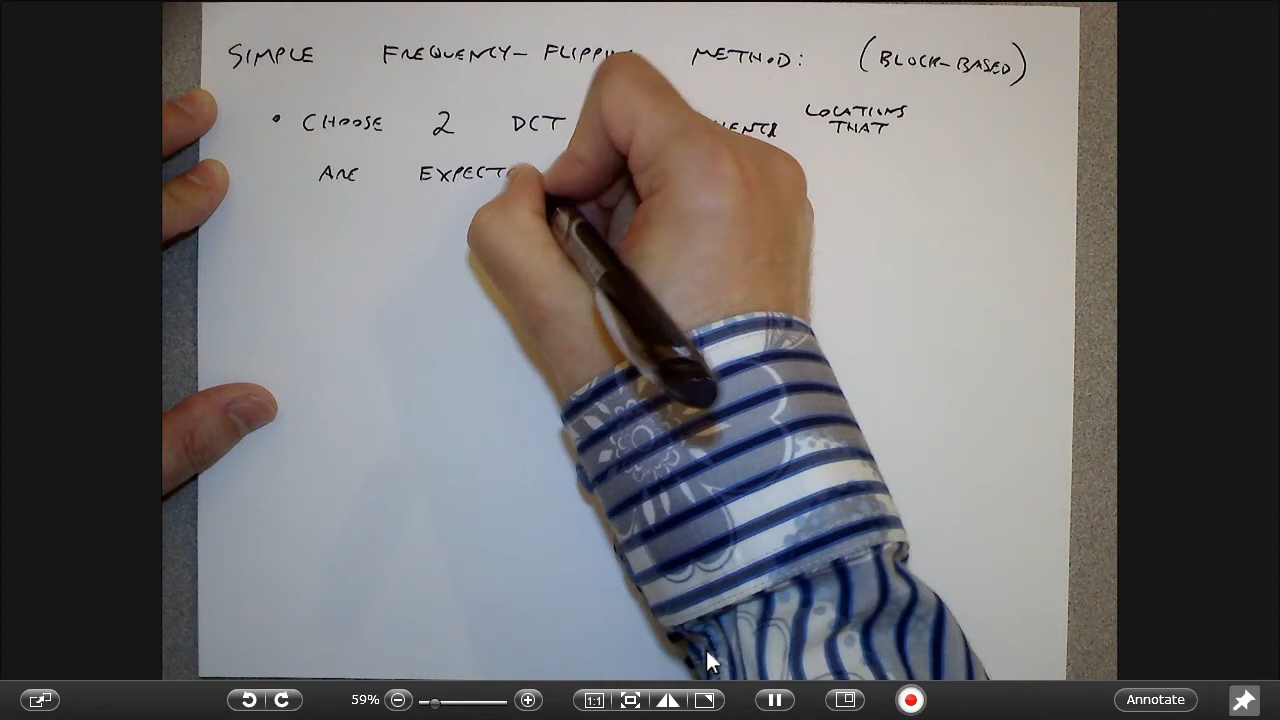 SIMPLE FREQUENCY- METHOD: (BLOCK-BASED)
• CHOOSE 2 DCT LOCATIONS THAT
ARE
59% 1:1 Annotate